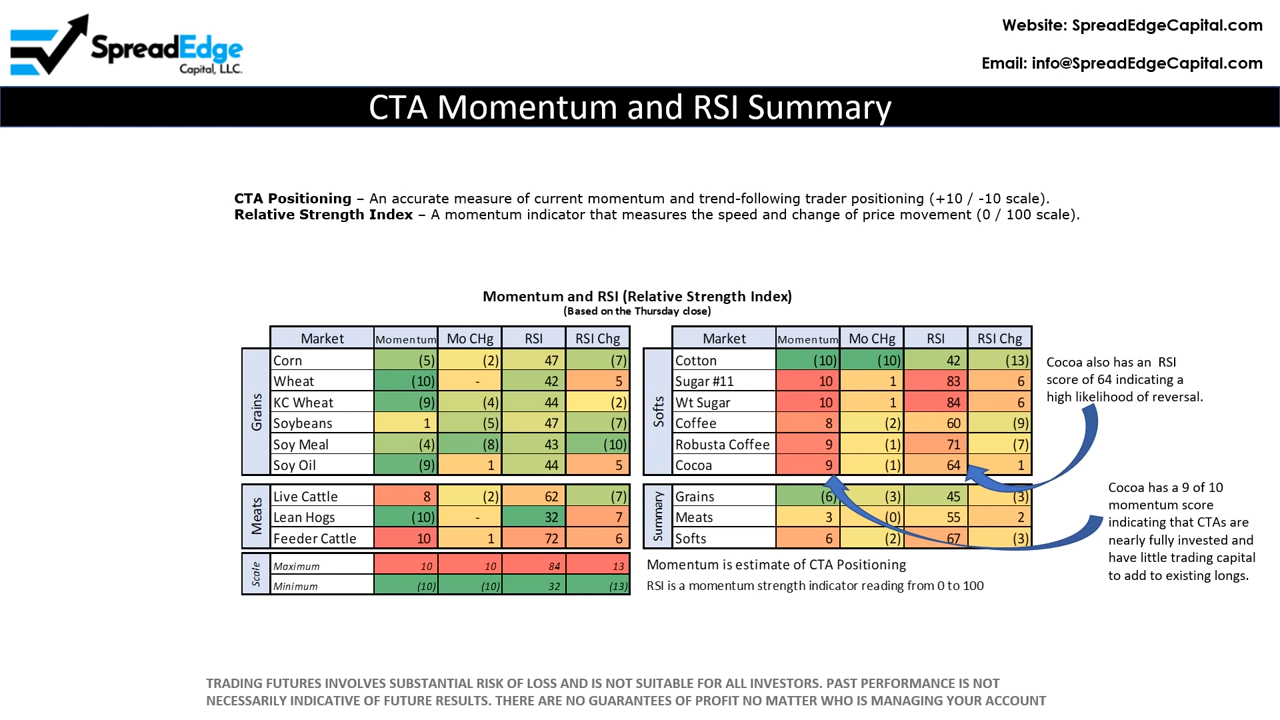 SpreadEdge
Capital, LLC.
Website: SpreadEdgeCapital.com
Email: info@SpreadEdgeCapital.com
CTA Momentum and RSI Summary
CTA Positioning – An accurate measure of current momentum and trend-following trader positioning (+10 / -10 scale).
Relative Strength Index – A momentum indicator that measures the speed and change of price movement (0 / 100 scale).
Momentum and RSI (Relative Strength Index)
(Based on the Thursday close)
Market Momentum Mo CHg RSI RSI Chg
Grains
Corn (5) (2) 47 (7)
Wheat (10) - 42 5
KC Wheat (9) (4) 44 (2)
Soybeans 1 (5) 47 (7)
Soy Meal (4) (8) 43 (10)
Soy Oil (9) 1 44 5
Meats
Live Cattle 8 (2) 62 (7)
Lean Hogs (10) - 32 7
Feeder Cattle 10 1 72 6
Scale
Maximum 10 10 84 13
Minimum (10) (10) 32 (13)
Market Momentum Mo CHg RSI RSI Chg
Softs
Cotton (10) (10) 42 (13)
Sugar #11 10 1 83 6
Wt Sugar 10 1 84 6
Coffee 8 (2) 60 (9)
Robusta Coffee 9 (1) 71 (7)
Cocoa 9 (1) 64 1
Summary
Grains (6) (3) 45 (3)
Meats 3 (0) 55 2
Softs 6 (2) 67 (3)
Momentum is estimate of CTA Positioning
RSI is a momentum strength indicator reading from 0 to 100
Cocoa also has an RSI
score of 64 indicating a
high likelihood of reversal.
Cocoa has a 9 of 10
momentum score
indicating that CTAs are
nearly fully invested and
have little trading capital
to add to existing longs.
TRADING FUTURES INVOLVES SUBSTANTIAL RISK OF LOSS AND IS NOT SUITABLE FOR ALL INVESTORS. PAST PERFORMANCE IS NOT
NECESSARILY INDICATIVE OF FUTURE RESULTS. THERE ARE NO GUARANTEES OF PROFIT NO MATTER WHO IS MANAGING YOUR ACCOUNT